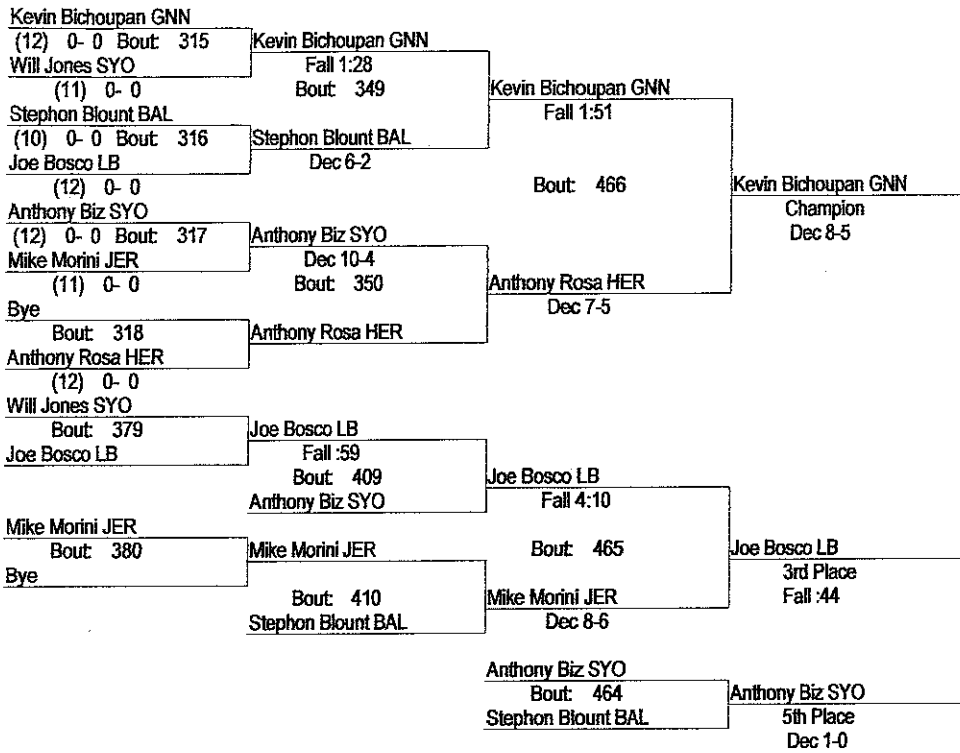 Kevin Bichoupan GNN
(12) 0- 0 Bout: 315
Will Jones SYO
(11) 0- 0
Stephon Blount BAL
(10) 0- 0 Bout: 316
Joe Bosco LB
(12) 0- 0
Anthony Biz SYO
(12) 0- 0 Bout: 317
Mike Morini JER
(11) 0- 0
Bye
Bout: 318
Anthony Rosa HER
(12) 0- 0
Kevin Bichoupan GNN
Fall 1:28
Bout: 349
Stephon Blount BAL
Dec 6-2
Anthony Biz SYO
Dec 10-4
Bout: 350
Anthony Rosa HER
Kevin Bichoupan GNN
Fall 1:51
Bout: 466
Anthony Rosa HER
Dec 7-5
Kevin Bichoupan GNN
Champion
Dec 8-5
Will Jones SYO
Bout: 379
Joe Bosco LB
Mike Morini JER
Bout: 380
Bye
Joe Bosco LB
Fall :59
Bout: 409
Anthony Biz SYO
Mike Morini JER
Bout: 410
Stephon Blount BAL
Joe Bosco LB
Fall 4:10
Bout: 465
Mike Morini JER
Dec 8-6
Joe Bosco LB
3rd Place
Fall :44
Anthony Biz SYO
Bout: 464
Stephon Blount BAL
Anthony Biz SYO
5th Place
Dec 1-0